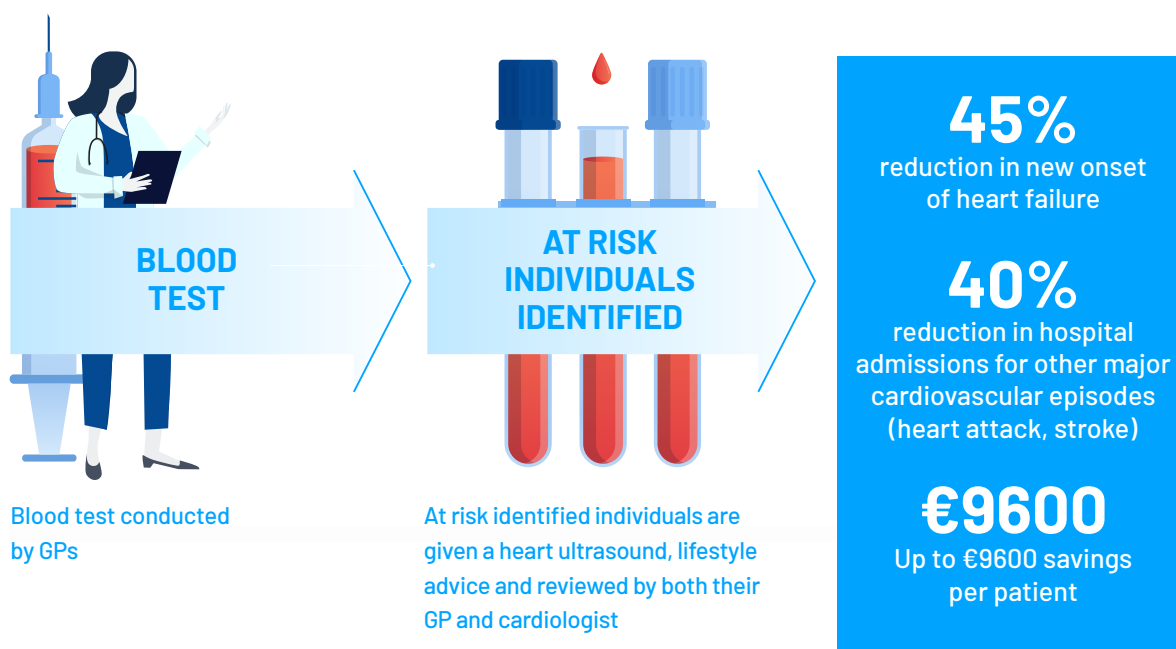 BLOOD
TEST
Blood test conducted
by GPs
AT RISK
INDIVIDUALS
IDENTIFIED
At risk identified individuals are
given a heart ultrasound, lifestyle
advice and reviewed by both their
GP and cardiologist
45%
reduction in new onset
of heart failure
40%
reduction in hospital
admissions for other major
cardiovascular episodes
(heart attack, stroke)
€9600
Up to €9600 savings
per patient